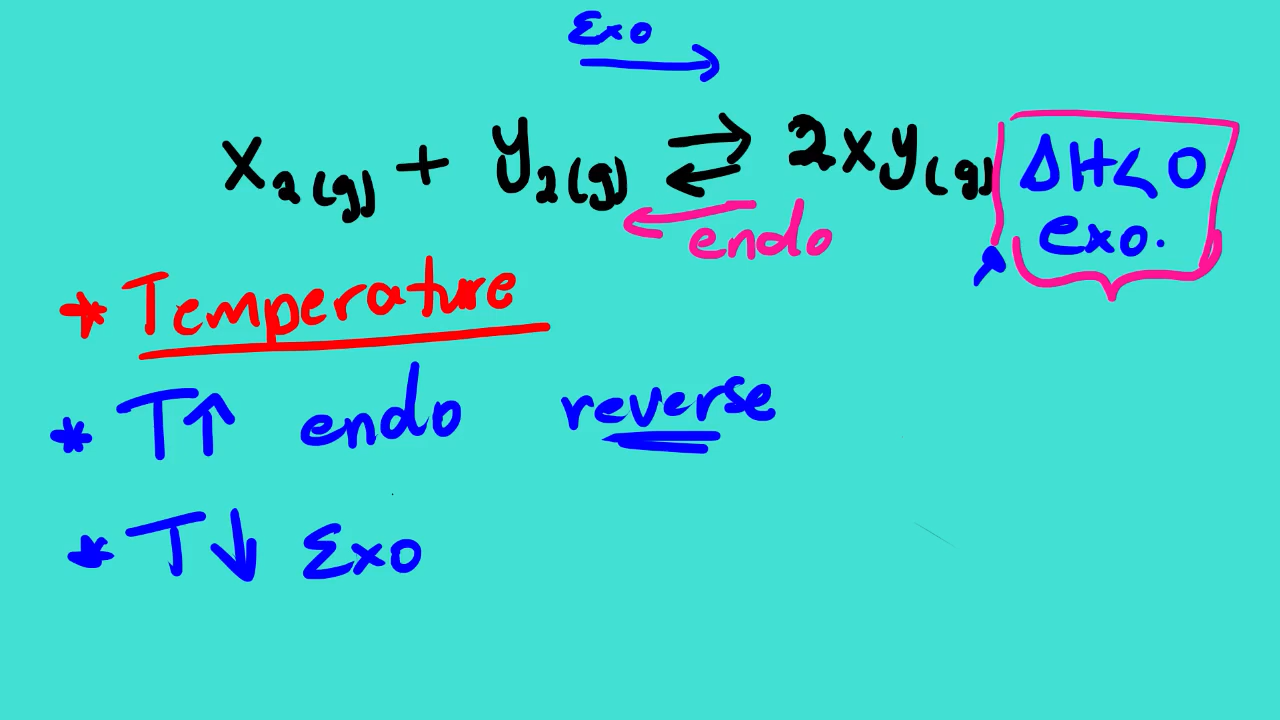 Exo
x2(g) + y2(g) ⇄ 2xy(g) ΔH<0
endo exo.
* Temperature
* T↑ endo reverse
* T↓ Exo